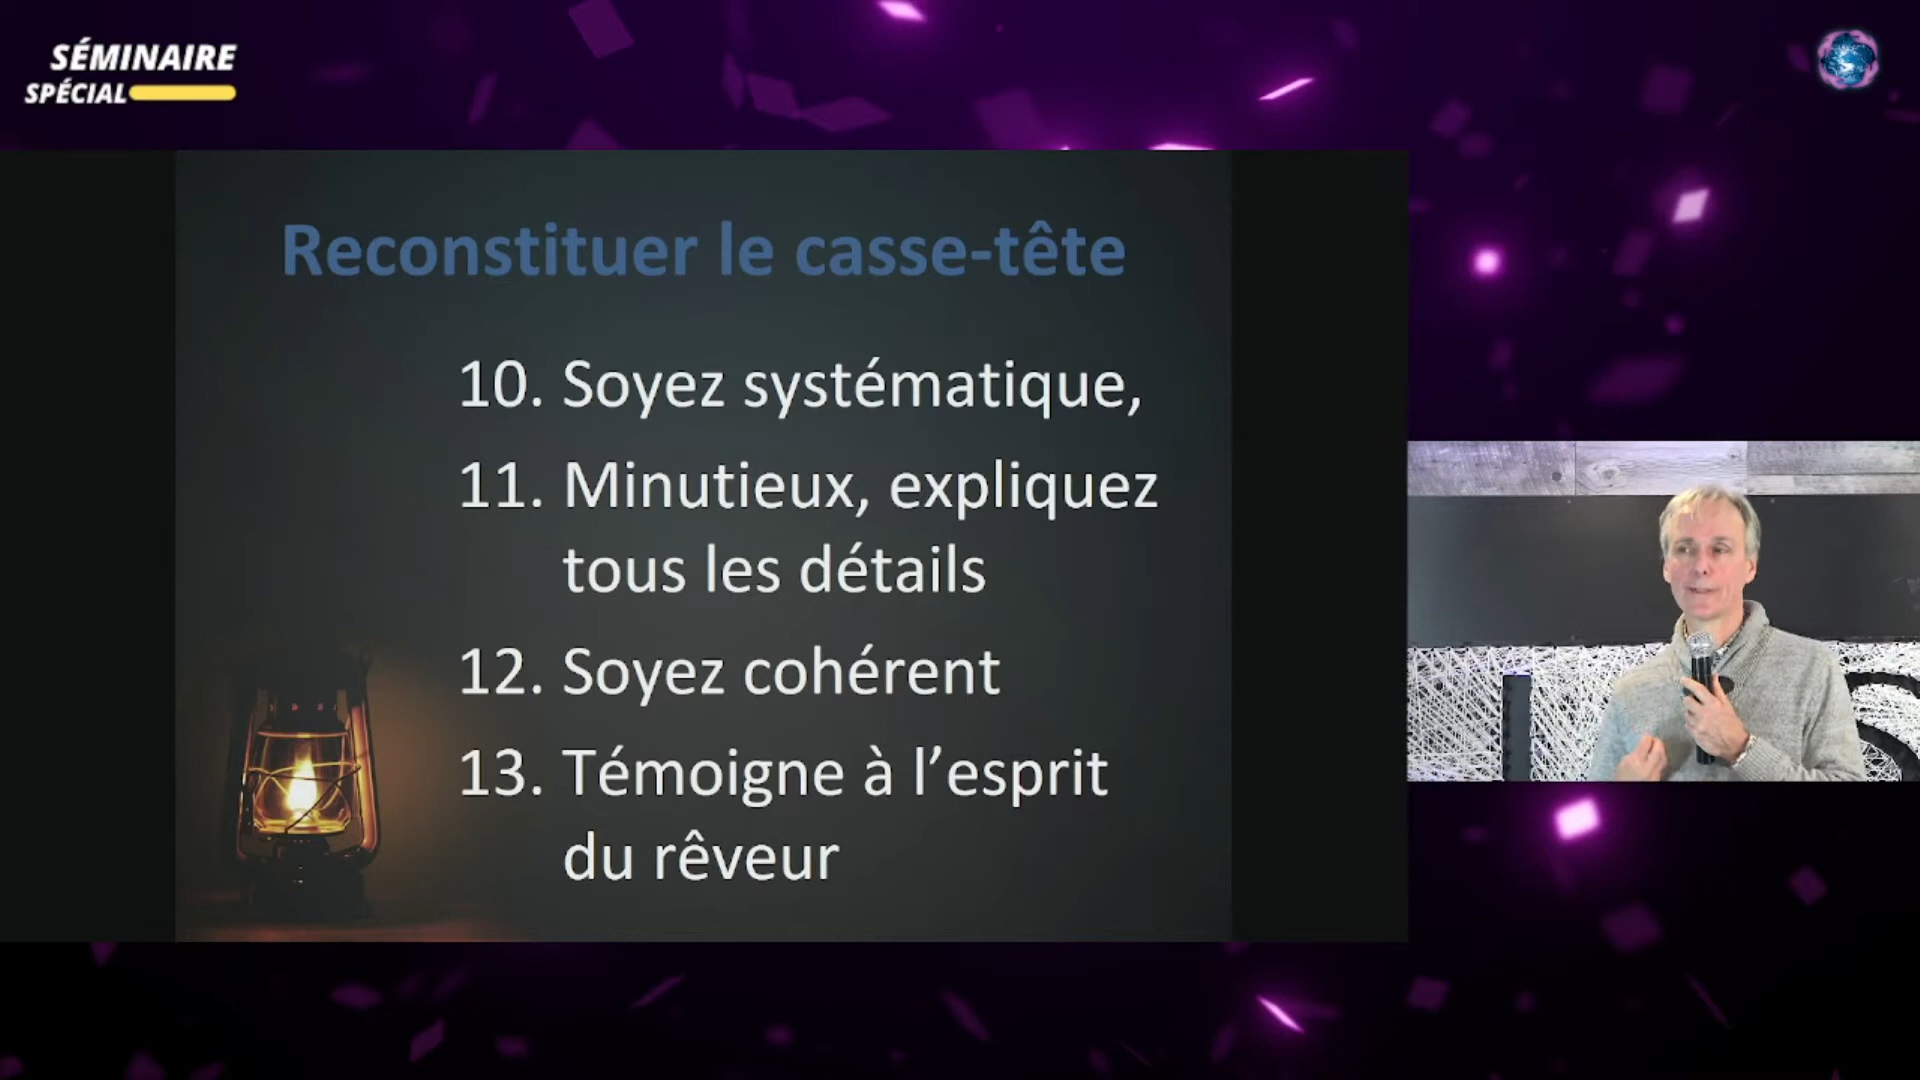 SÉMINAIRE
SPÉCIAL
Reconstituer le casse-tête
10. Soyez systématique,
11. Minutieux, expliquez
tous les détails
12. Soyez cohérent
13. Témoigne à l’esprit
du rêveur